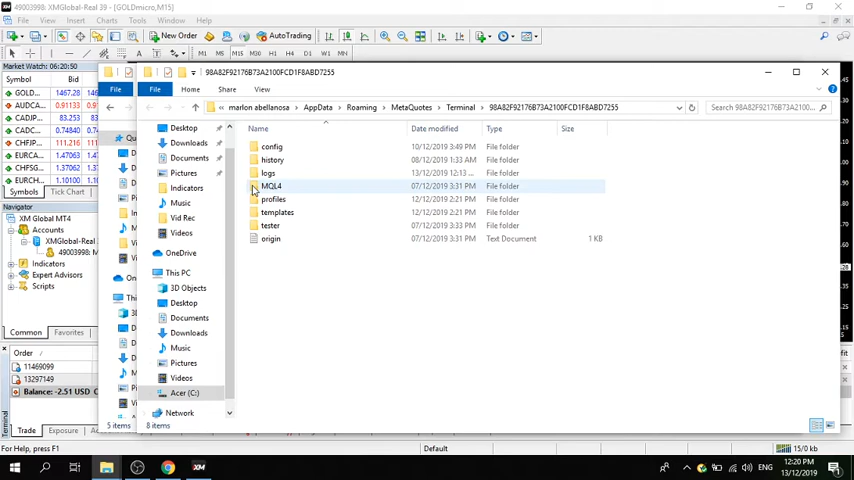 49003998: XMGlobal-Real 39 - [GOLDmicro,M15]
File View Insert Charts Tools Window Help
New Order AutoTrading
M1 M5 M15 M30 H1 H4 D1 W1 MN
Market Watch: 06:20:50
Symbol Bid
GOLD... 1467.28
AUDCA... 0.91133
CADJP... 83.253
CADC... 0.74840
CHFJP... 111.216
EURCA... 1.47062
CHFSG...
EURCH... 1.07051
Symbols Tick Chart
Navigator
XM Global MT4
Accounts
XMGlobal-Real
49003998: M
Indicators
Expert Advisors
Scripts
Common Favorites
Order
11469099
13297149
Balance: -2.51 USD C
Trade Exposure
Terminal
For Help, press F1
Default
15/0 kb
File
5 items
98A82F92176B73A2100FCD1F8ABD7255
File Home Share View
marlon abellanosa > AppData > Roaming > MetaQuotes > Terminal > 98A82F92176B73A2100FCD1F8ABD7255
Search 98A82F92176B73A2100...
Desktop
Downloads
Documents
Pictures
Indicators
Music
Vid Rec
Videos
OneDrive
This PC
3D Objects
Desktop
Documents
Downloads
Music
Pictures
Videos
Acer (C:)
Network
Name Date modified Type Size
config 10/12/2019 3:49 PM File folder
history 08/12/2019 1:33 AM File folder
logs 13/12/2019 12:13 ... File folder
MQL4 07/12/2019 3:31 PM File folder
profiles 12/12/2019 2:21 PM File folder
templates 12/12/2019 2:21 PM File folder
tester 07/12/2019 3:33 PM File folder
origin 07/12/2019 3:31 PM Text Document 1 KB
8 items
ENG
12:20 PM
13/12/2019